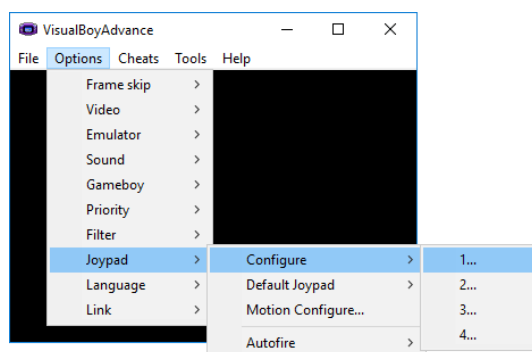 VisualBoyAdvance
File Options Cheats Tools Help
Frame skip
Video
Emulator
Sound
Gameboy
Priority
Filter
Joypad
Language
Link
Configure
Default Joypad
Motion Configure...
Autofire
1...
2...
3...
4...